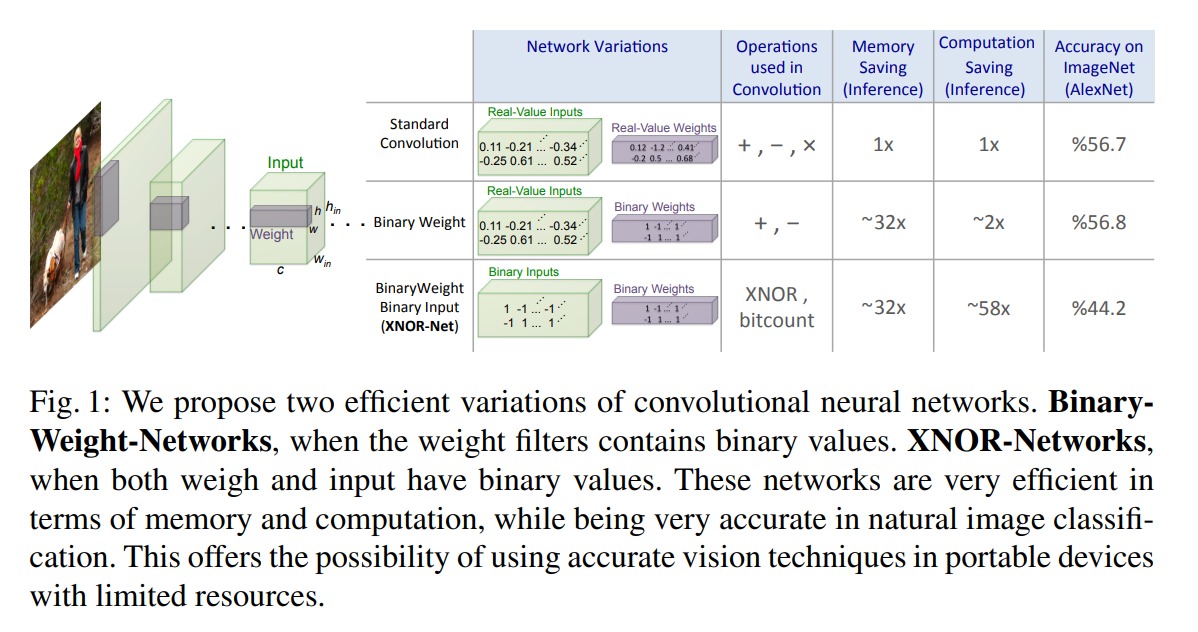 Network Variations
Operations
used in
Convolution
Memory
Saving
(Inference)
Computation
Saving
(Inference)
Accuracy on
ImageNet
(AlexNet)
Input
h
h_in
w
Weight
w_in
c
. . .
. . .
Standard
Convolution
Real-Value Inputs
0.11 -0.21 ... -0.34
-0.25 0.61 ... 0.52
Real-Value Weights
0.12 -1.2 ... 0.41
-0.2 0.5 ... 0.68
+ , − , ×
1x
1x
%56.7
Binary Weight
Real-Value Inputs
0.11 -0.21 ... -0.34
-0.25 0.61 ... 0.52
Binary Weights
1 -1 ... 1
-1 1 ... 1
+ , −
~32x
~2x
%56.8
BinaryWeight
Binary Input
(XNOR-Net)
Binary Inputs
1 -1 ... -1
-1 1 ... 1
Binary Weights
1 -1 ... 1
-1 1 ... 1
XNOR ,
bitcount
~32x
~58x
%44.2
Fig. 1: We propose two efficient variations of convolutional neural networks. Binary-
Weight-Networks, when the weight filters contains binary values. XNOR-Networks,
when both weigh and input have binary values. These networks are very efficient in
terms of memory and computation, while being very accurate in natural image classifi-
cation. This offers the possibility of using accurate vision techniques in portable devices
with limited resources.